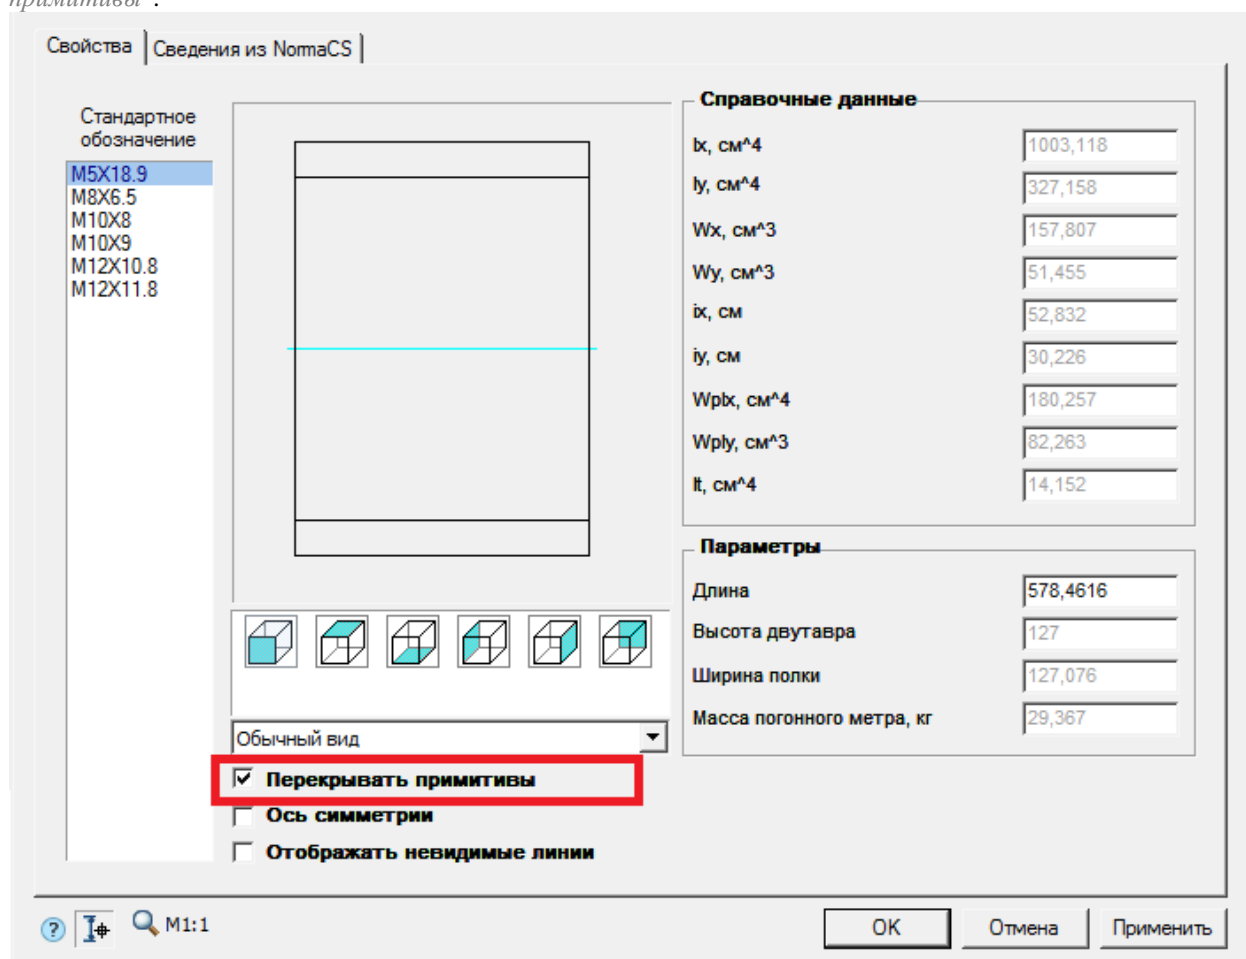 примитивы".
Свойства Сведения из NormaCS
Стандартное
обозначение
M5X18.9
M8X6.5
M10X8
M10X9
M12X10.8
M12X11.8
Обычный вид
Перекрывать примитивы
Ось симметрии
Отображать невидимые линии
Справочные данные
Ix, см^4 1003,118
Iy, см^4 327,158
Wx, см^3 157,807
Wy, см^3 51,455
ix, см 52,832
iy, см 30,226
Wplx, см^4 180,257
Wply, см^3 82,263
It, см^4 14,152
Параметры
Длина 578,4616
Высота двутавра 127
Ширина полки 127,076
Масса погонного метра, кг 29,367
М1:1
OK Отмена Применить